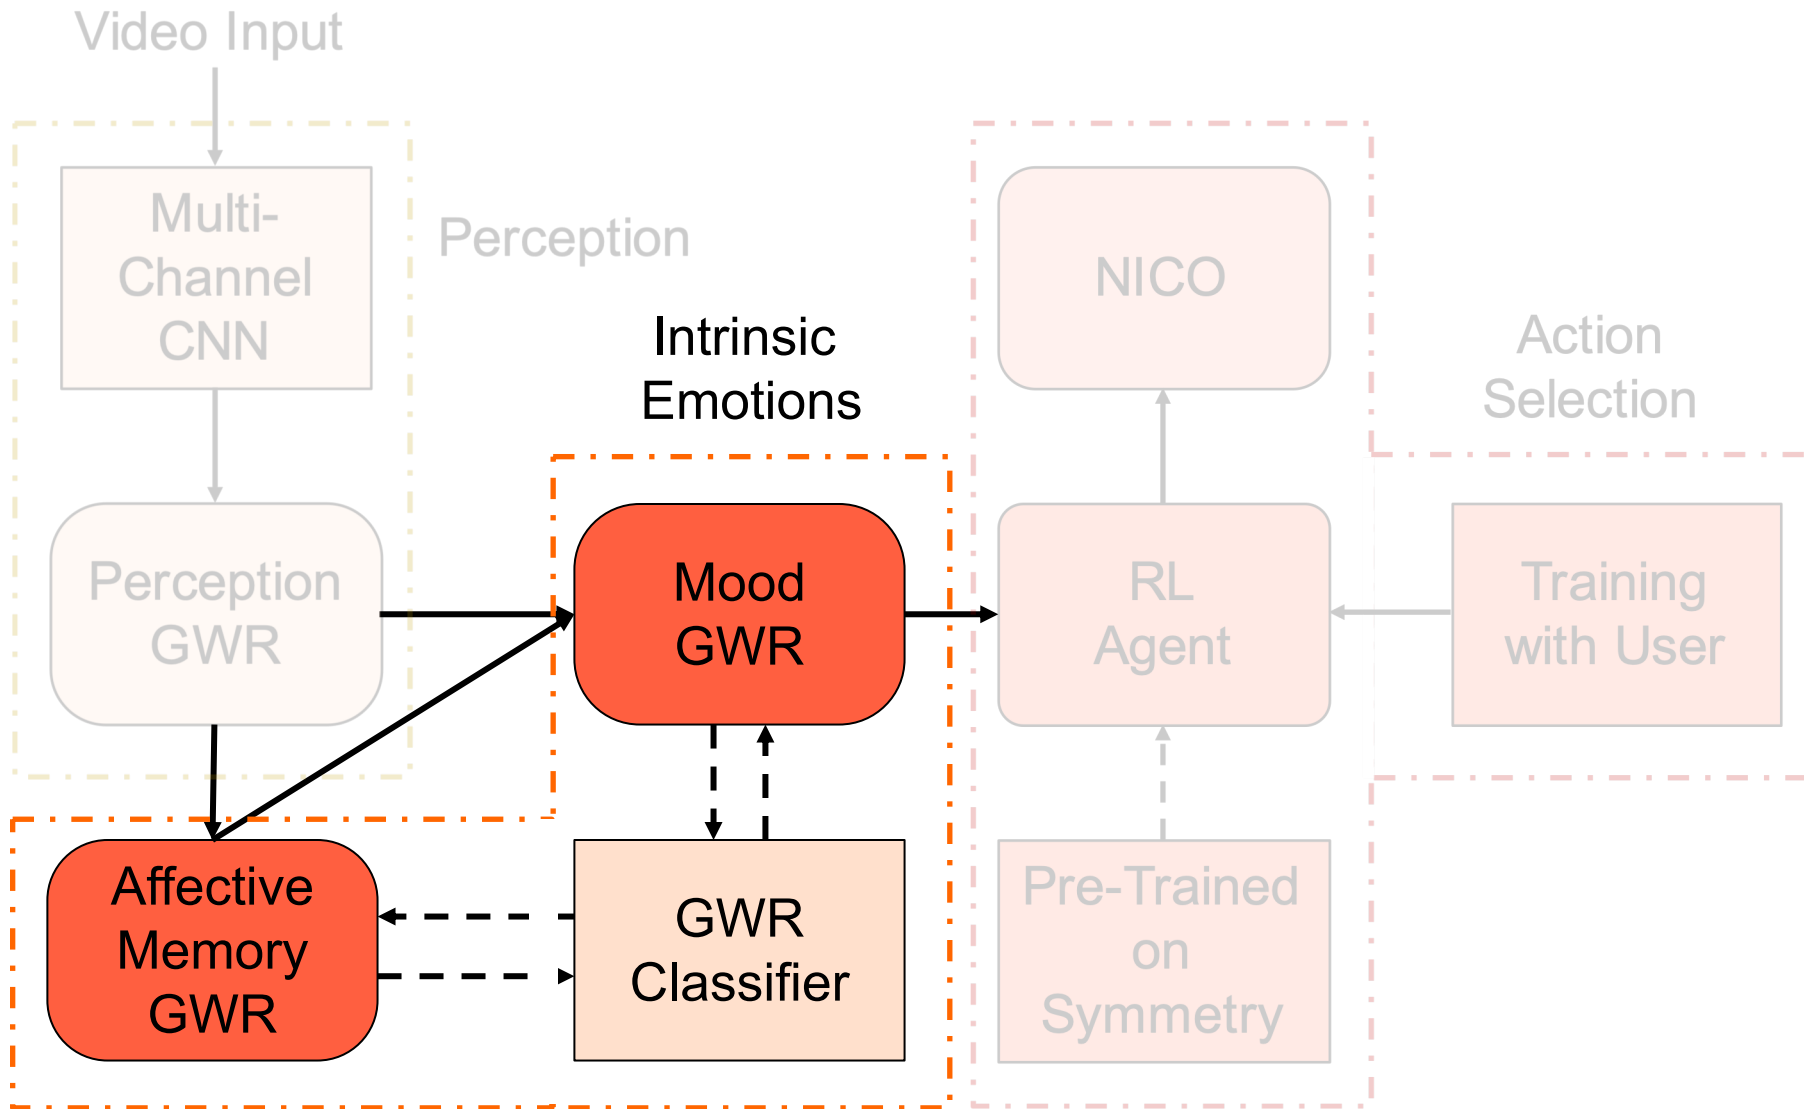 Video Input
Multi-
Channel
CNN
Perception
Perception
GWR
Intrinsic
Emotions
Mood
GWR
Affective
Memory
GWR
GWR
Classifier
NICO
RL
Agent
Pre-Trained
on
Symmetry
Action
Selection
Training
with User